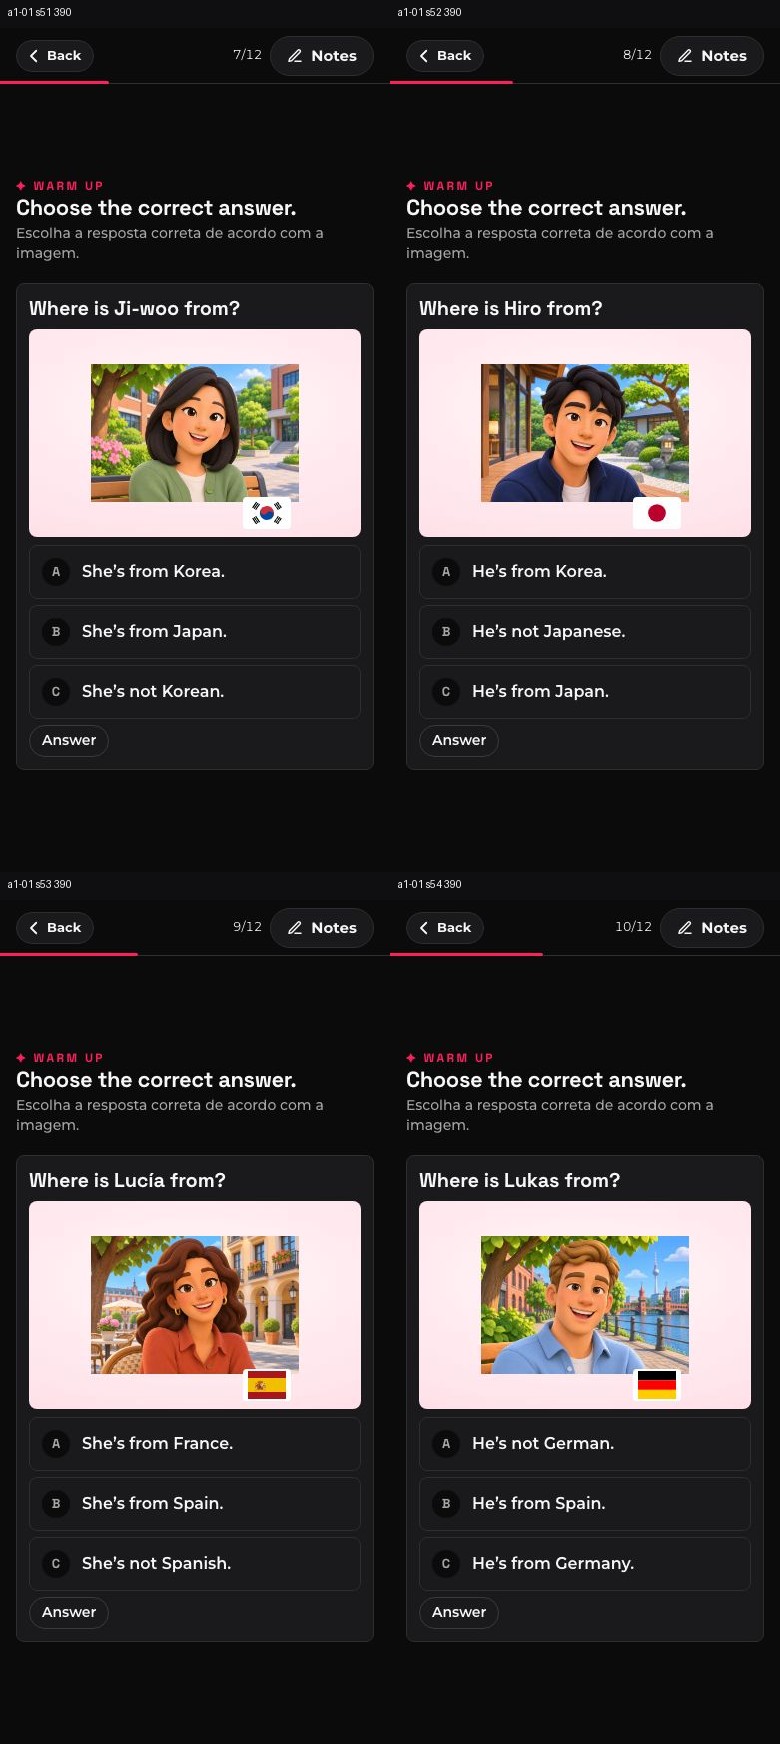 a1-01 s51 390
Back
7/12
Notes
WARM UP
Choose the correct answer.
Escolha a resposta correta de acordo com a
imagem.
Where is Ji-woo from?
A She's from Korea.
B She's from Japan.
C She's not Korean.
Answer
a1-01 s52 390
Back
8/12
Notes
WARM UP
Choose the correct answer.
Escolha a resposta correta de acordo com a
imagem.
Where is Hiro from?
A He's from Korea.
B He's not Japanese.
C He's from Japan.
Answer
a1-01 s53 390
Back
9/12
Notes
WARM UP
Choose the correct answer.
Escolha a resposta correta de acordo com a
imagem.
Where is Lucía from?
A She's from France.
B She's from Spain.
C She's not Spanish.
Answer
a1-01 s54 390
Back
10/12
Notes
WARM UP
Choose the correct answer.
Escolha a resposta correta de acordo com a
imagem.
Where is Lukas from?
A He's not German.
B He's from Spain.
C He's from Germany.
Answer